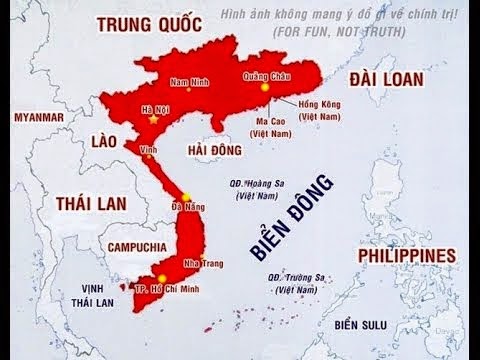 Hình ảnh không mang ý đồ gì về chính trị!
(FOR FUN, NOT TRUTH)
TRUNG QUỐC
ĐÀI LOAN
Nam Ninh
Quảng Châu
Hồng Kông
(Việt Nam)
Ma Cao
(Việt Nam)
Hà Nội
MYANMAR
LÀO
HẢI ĐÔNG
Vinh
THÁI LAN
QĐ. Hoàng Sa
(Việt Nam)
Đà Nẵng
BIỂN ĐÔNG
CAMPUCHIA
Nha Trang
PHILIPPINES
VỊNH
THÁI LAN
TP. Hồ Chí Minh
QĐ. Trường Sa
(Việt Nam)
BIỂN SULU
Davao